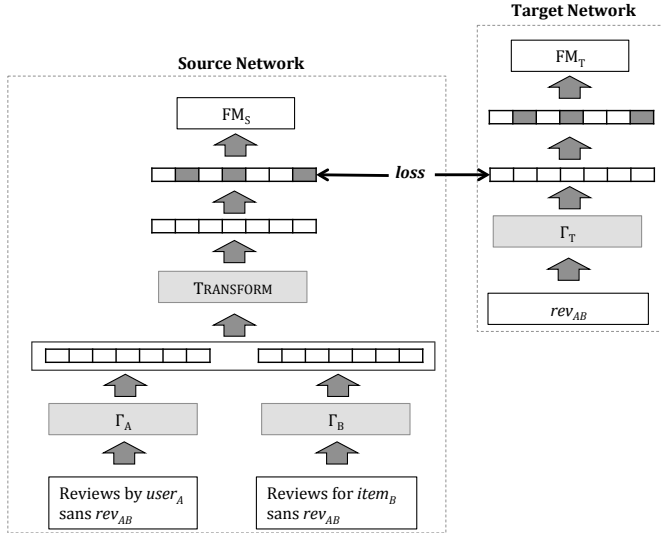 Target Network
FM_T
Source Network
FM_S
loss
Γ_T
TRANSFORM
rev_AB
Γ_A
Γ_B
Reviews by user_A
sans rev_AB
Reviews for item_B
sans rev_AB